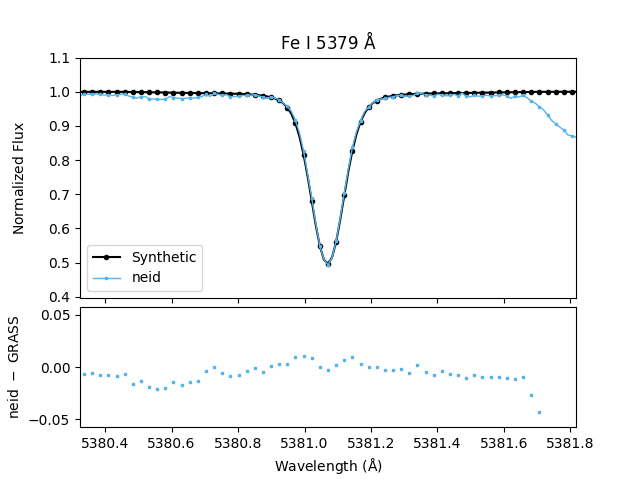 Fe I 5379 Å
1.1
1.0
0.9
0.8
0.7
0.6
0.5
0.4
Normalized Flux
Synthetic
neid
0.05
0.00
−0.05
neid − GRASS
5380.4 5380.6 5380.8 5381.0 5381.2 5381.4 5381.6 5381.8
Wavelength (Å)